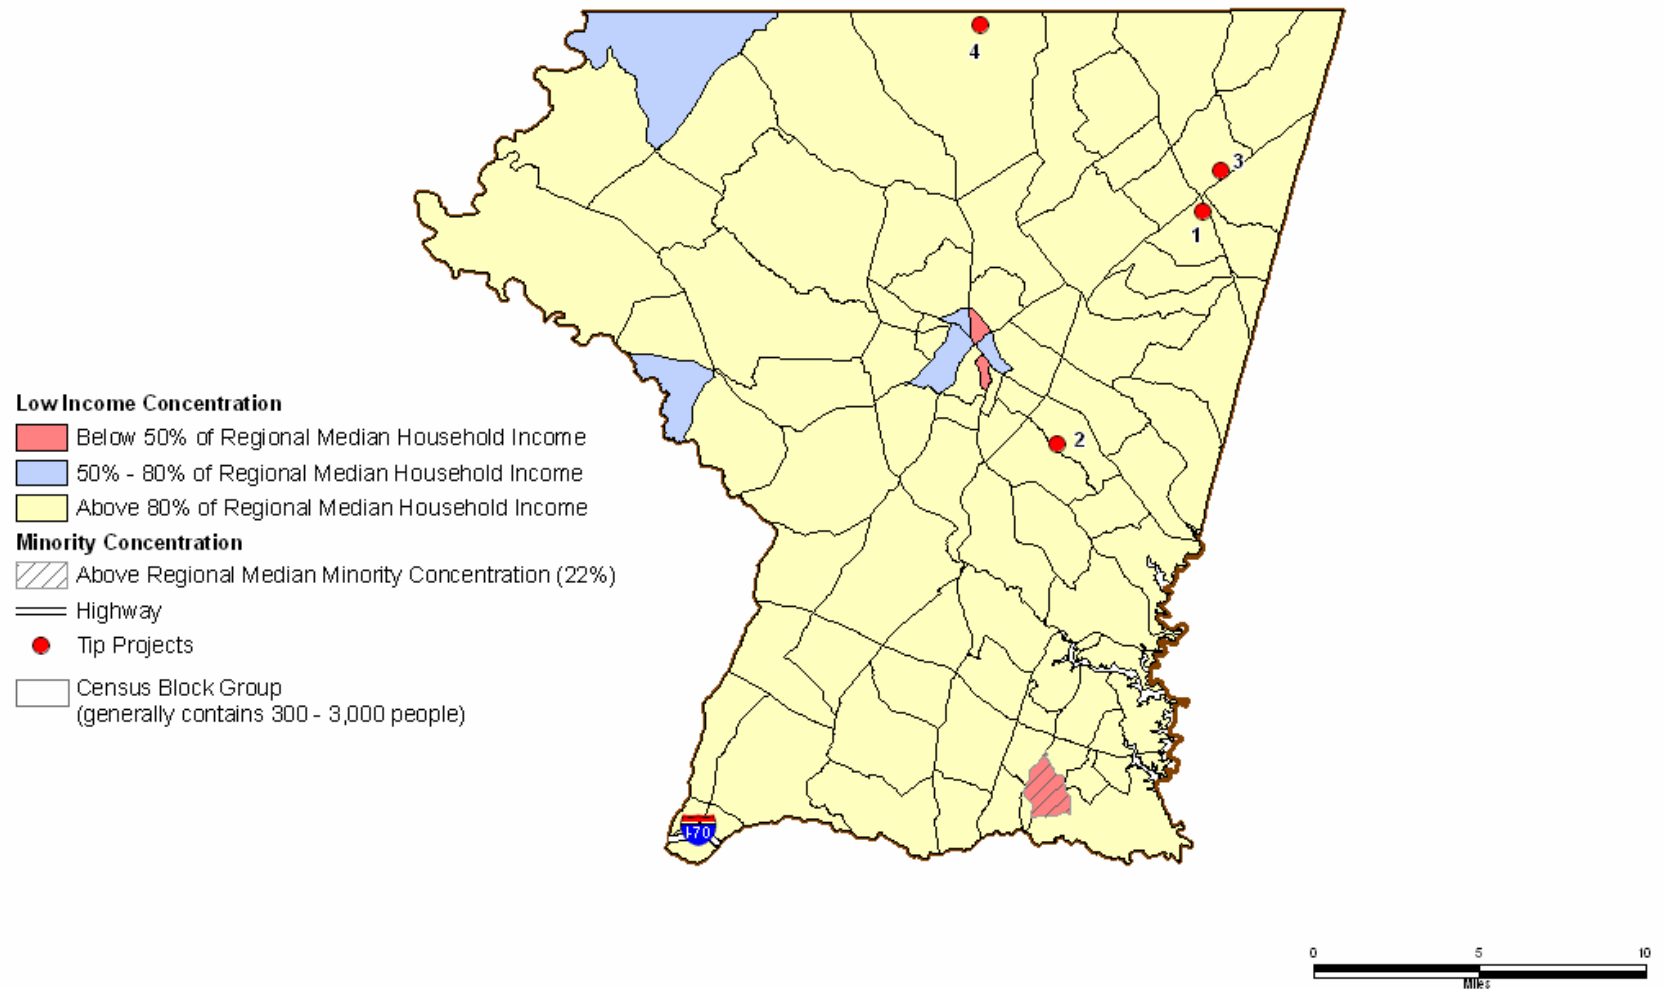 4
3
1
2
Low Income Concentration
Below 50% of Regional Median Household Income
50% - 80% of Regional Median Household Income
Above 80% of Regional Median Household Income
Minority Concentration
Above Regional Median Minority Concentration (22%)
Highway
Tip Projects
Census Block Group
(generally contains 300 - 3,000 people)
I-70
0 5 10
Miles